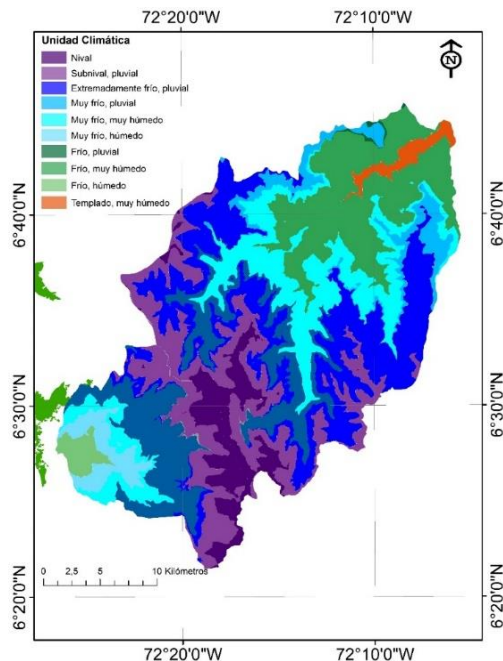 72°20'0"W 72°10'0"W
Unidad Climática
Nival
Subnival, pluvial
Extremadamente frío, pluvial
Muy frío, pluvial
Muy frío, muy húmedo
Muy frío, húmedo
Frío, pluvial
Frío, muy húmedo
Frío, húmedo
Templado, muy húmedo
N
6°40'0"N 6°40'0"N
6°30'0"N 6°30'0"N
0 2,5 5 10 Kilómetros
6°20'0"N 6°20'0"N
72°20'0"W 72°10'0"W